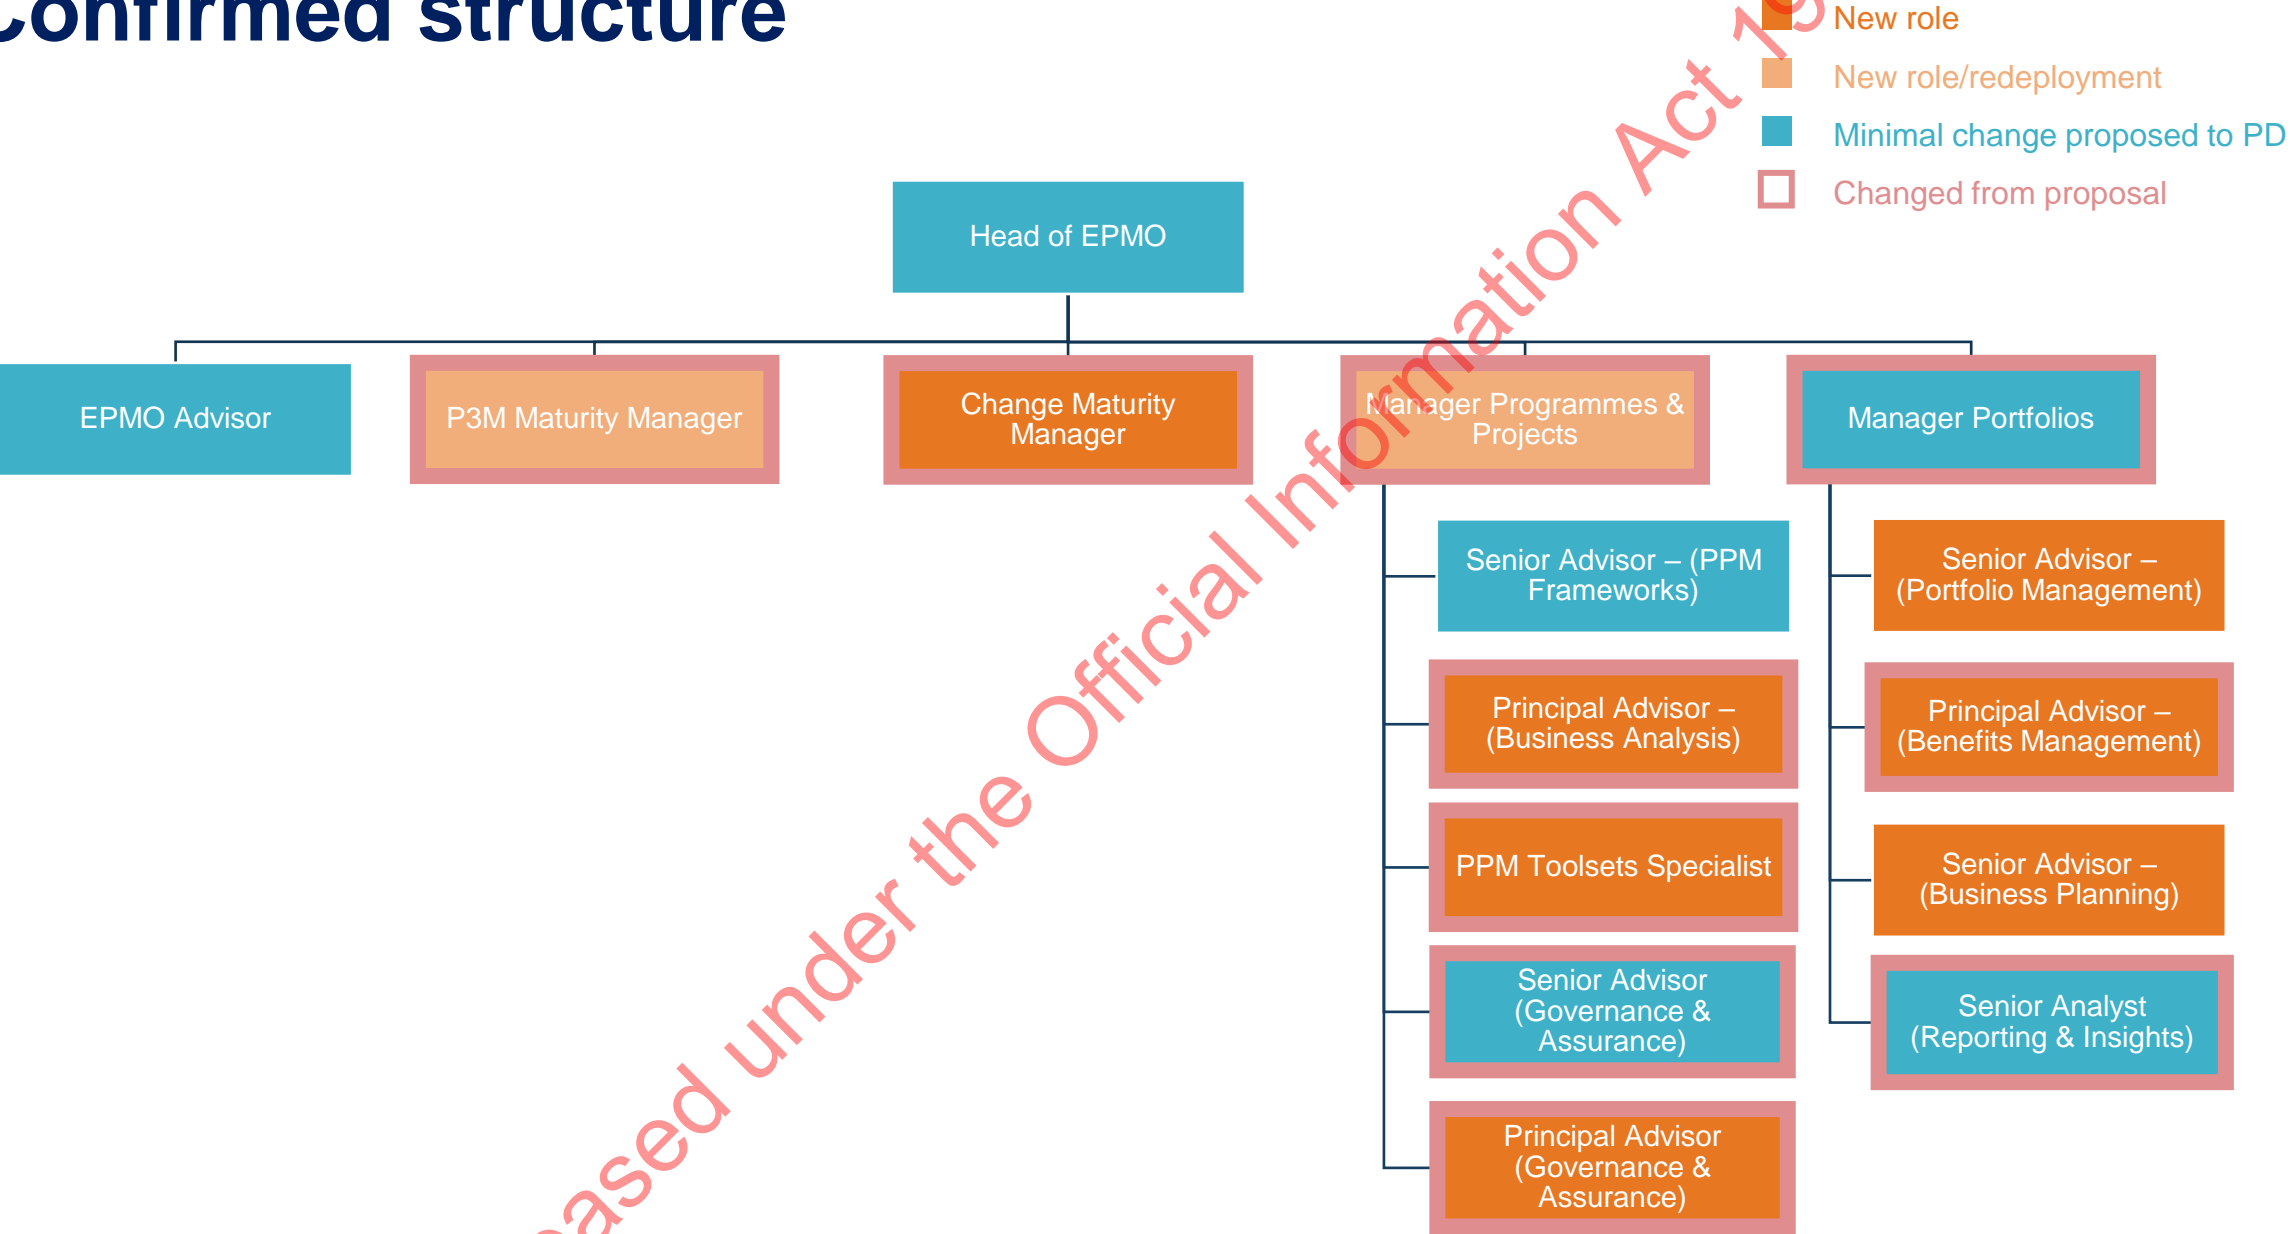 Confirmed structure
New role
New role/redeployment
Minimal change proposed to PD
Changed from proposal
Head of EPMO
EPMO Advisor
P3M Maturity Manager
Change Maturity
Manager
Manager Programmes &
Projects
Manager Portfolios
Senior Advisor – (PPM
Frameworks)
Principal Advisor –
(Business Analysis)
PPM Toolsets Specialist
Senior Advisor
(Governance &
Assurance)
Principal Advisor
(Governance &
Assurance)
Senior Advisor –
(Portfolio Management)
Principal Advisor –
(Benefits Management)
Senior Advisor –
(Business Planning)
Senior Analyst
(Reporting & Insights)
under the Official Information Act